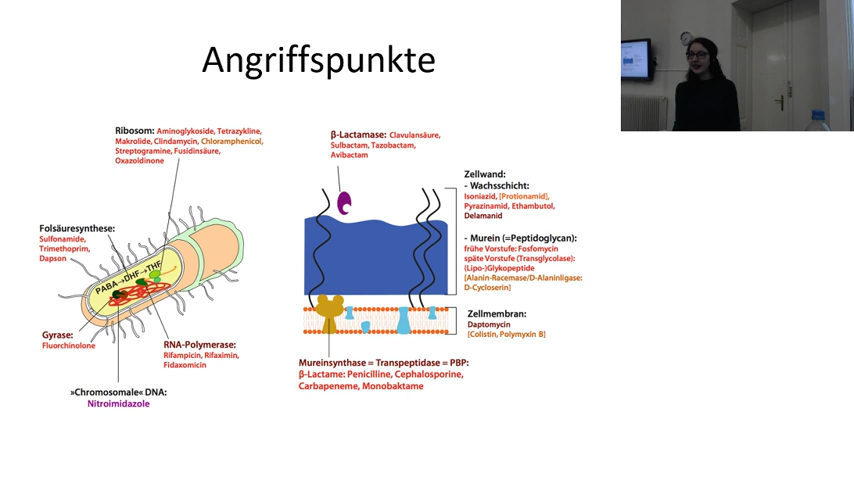 Angriffspunkte
Ribosom: Aminoglykoside, Tetrazykline,
Makrolide, Clindamycin, Chloramphenicol,
Streptogramine, Fusidinsäure,
Oxazoldinone
β-Lactamase: Clavulansäure,
Sulbactam, Tazobactam,
Avibactam
Zellwand:
- Wachsschicht:
Isoniazid, [Protionamid],
Pyrazinamid, Ethambutol,
Delamanid
- Murein (=Peptidoglycan):
frühe Vorstufe: Fosfomycin
späte Vorstufe (Transglycolase):
(Lipo-)Glykopeptide
[Alanin-Racemase/D-Alaninligase:
D-Cycloserin]
Folsäuresynthese:
Sulfonamide,
Trimethoprim,
Dapson
PABA→DHF→THF
Gyrase:
Fluorchinolone
RNA-Polymerase:
Rifampicin, Rifaximin,
Fidaxomicin
»Chromosomale« DNA:
Nitroimidazole
Zellmembran:
Daptomycin
[Colistin, Polymyxin B]
Mureinsynthase = Transpeptidase = PBP:
β-Lactame: Penicilline, Cephalosporine,
Carbapeneme, Monobaktame